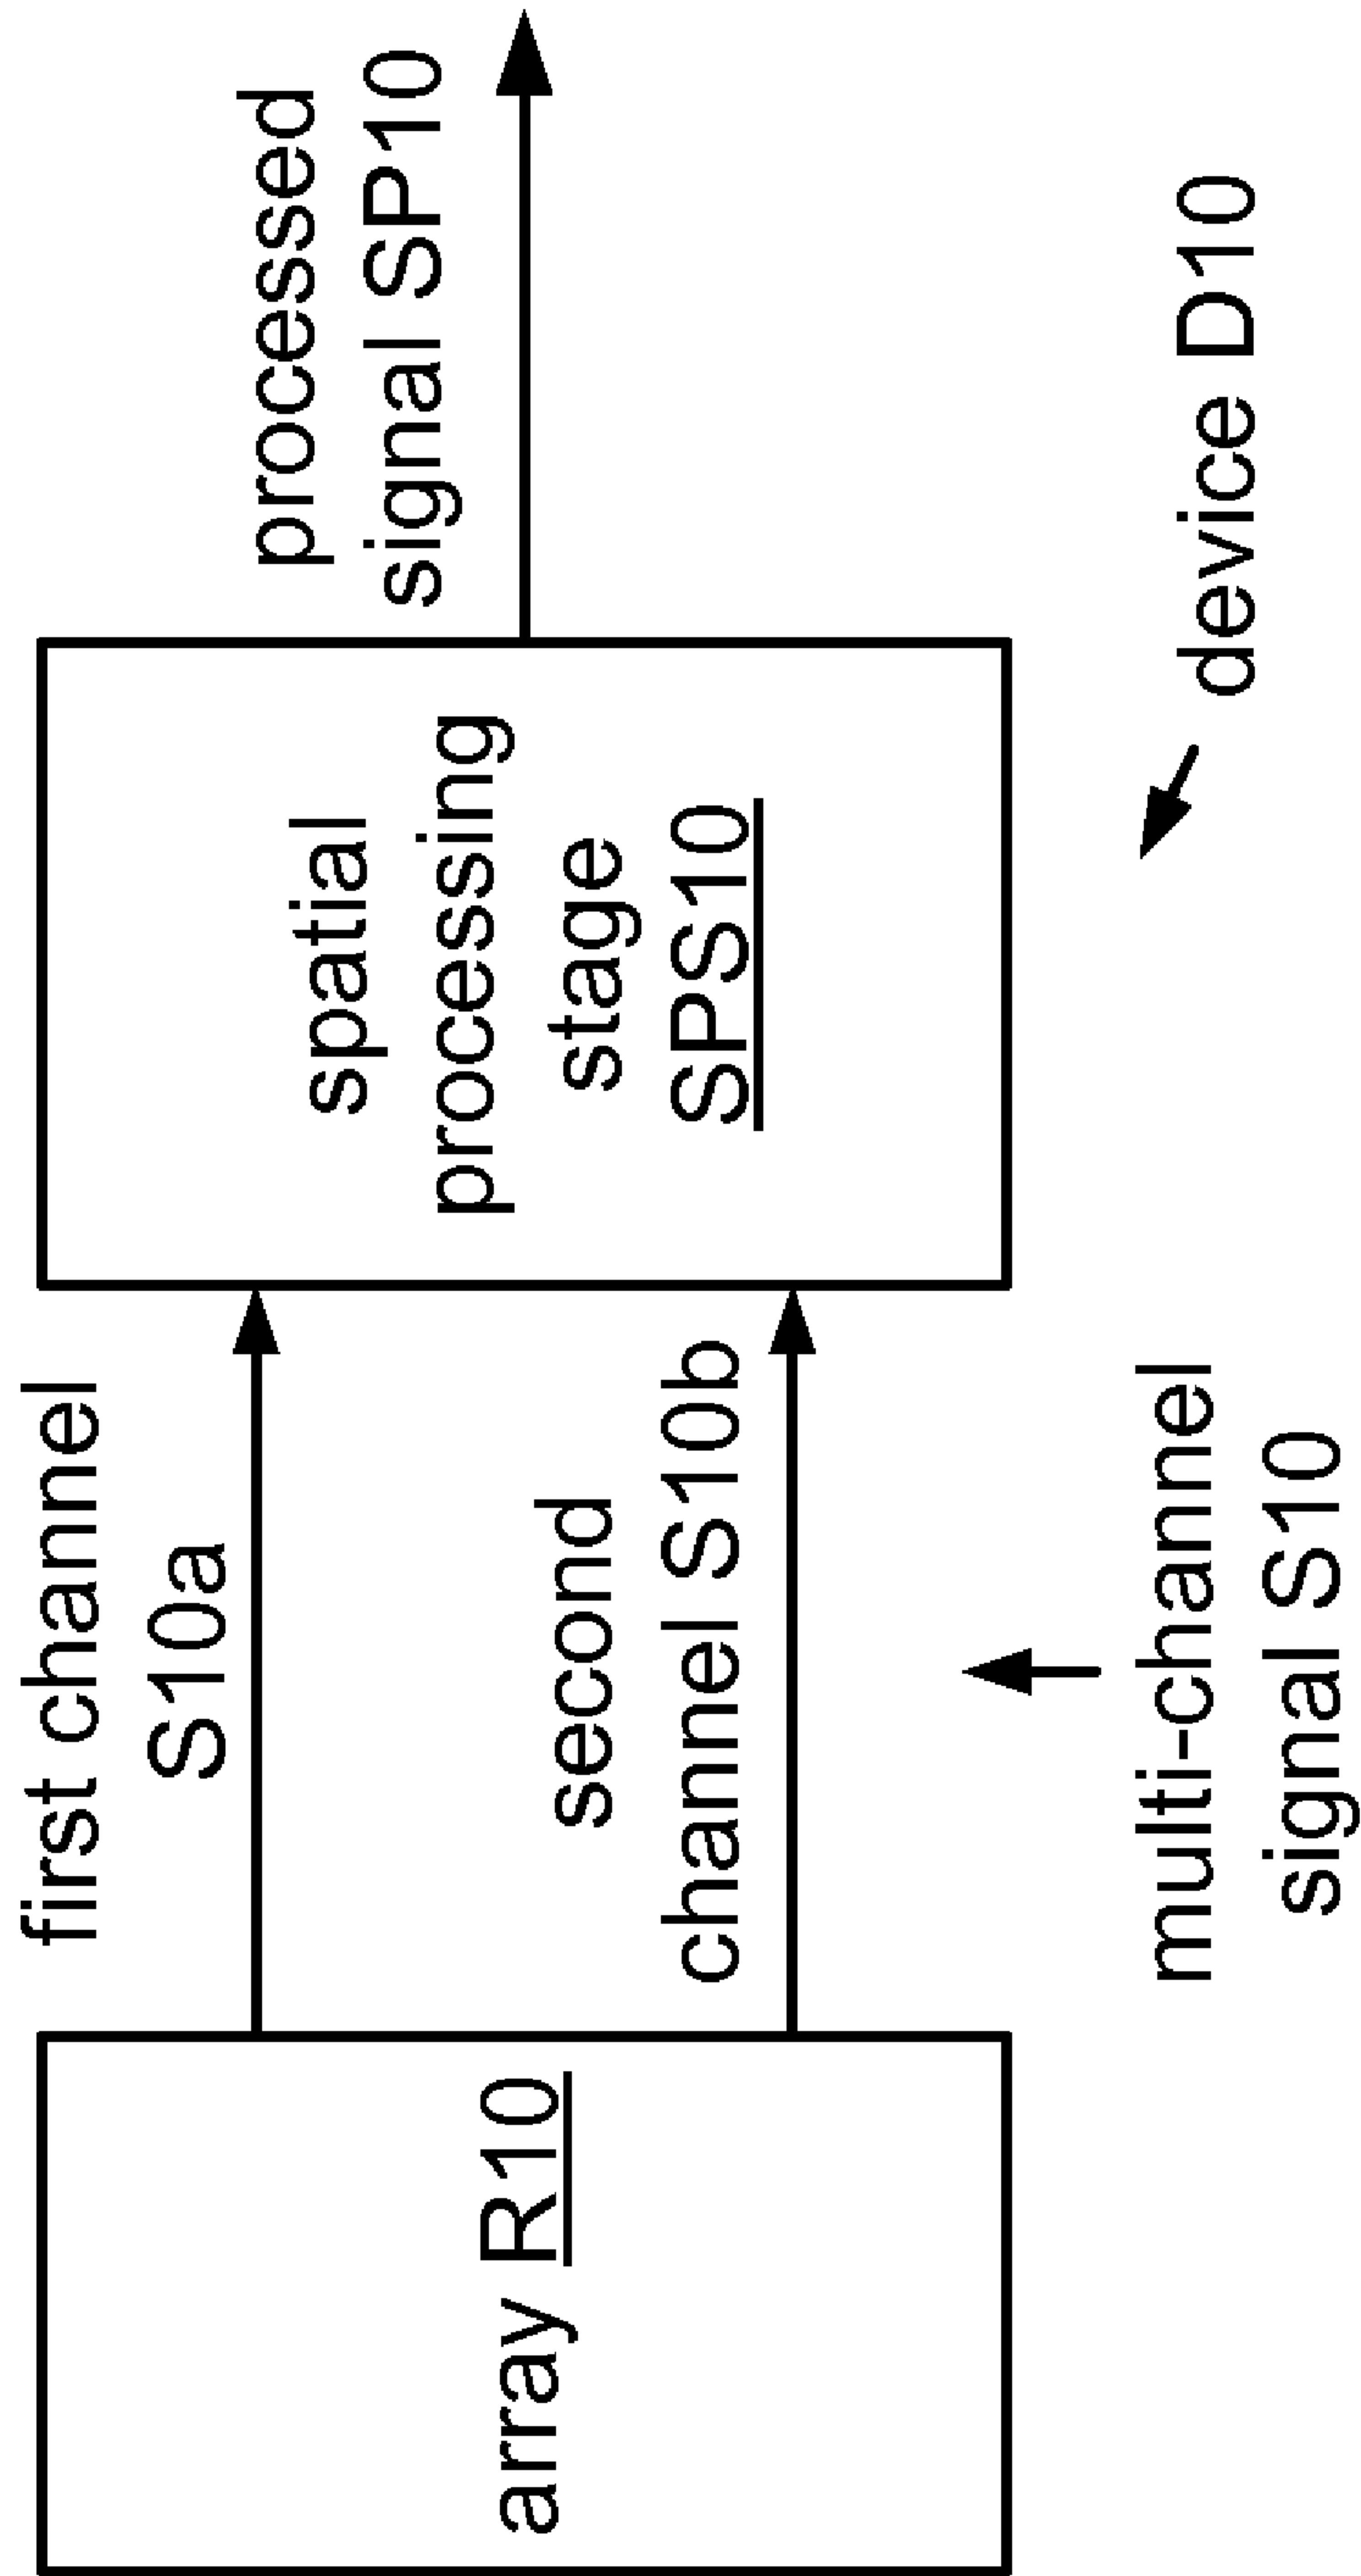 first channel
S10a
second
channel S10b
array R10
spatial
processing
stage
SPS10
processed
signal SP10
multi-channel
signal S10
device D10